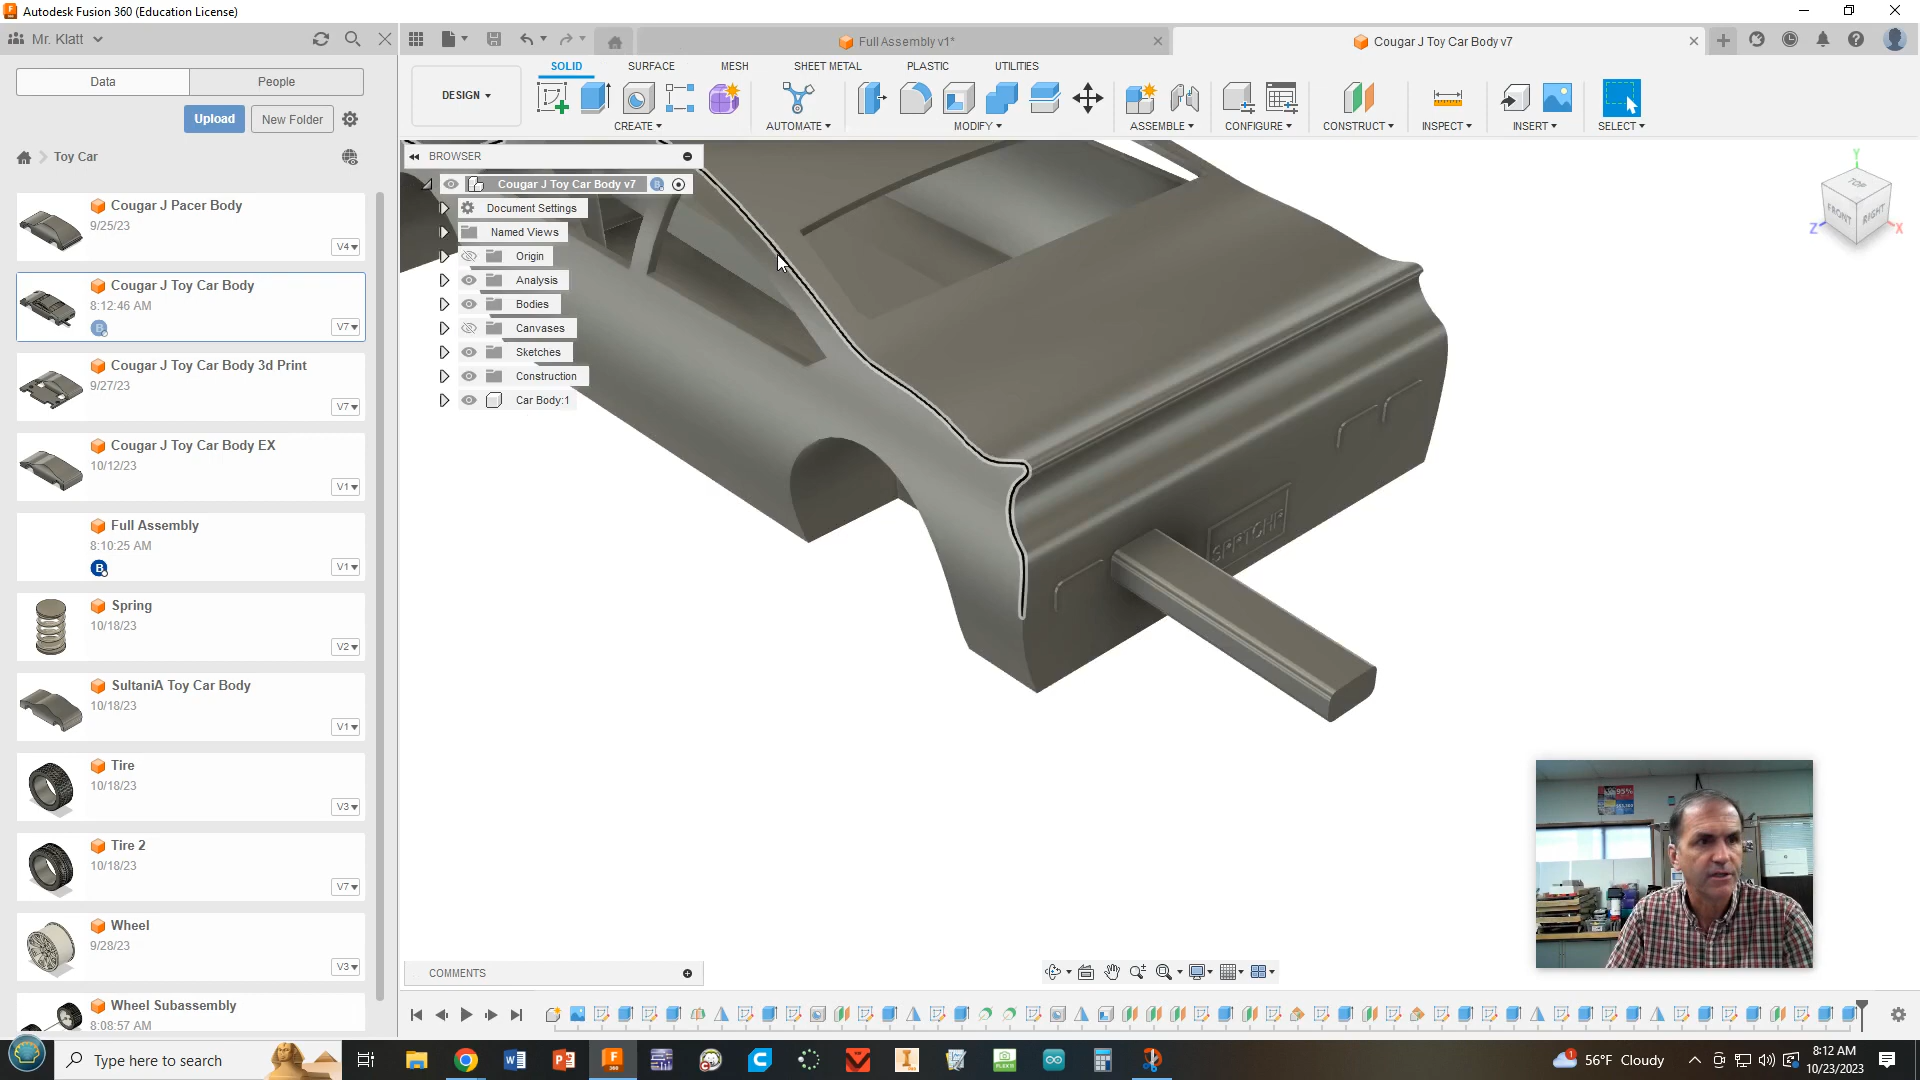 Autodesk Fusion 360 (Education License)
Mr. Klatt
Full Assembly v1*
Cougar J Toy Car Body v7
Data
People
Upload
New Folder
Toy Car
DESIGN
SOLID
SURFACE
MESH
SHEET METAL
PLASTIC
UTILITIES
CREATE
AUTOMATE
MODIFY
ASSEMBLE
CONFIGURE
CONSTRUCT
INSPECT
INSERT
SELECT
BROWSER
Cougar J Toy Car Body v7
Document Settings
Named Views
Origin
Analysis
Bodies
Canvases
Sketches
Construction
Car Body:1
Cougar J Pacer Body
9/25/23
V4
Cougar J Toy Car Body
8:12:46 AM
B
V7
Cougar J Toy Car Body 3d Print
9/27/23
V7
Cougar J Toy Car Body EX
10/12/23
V1
Full Assembly
8:10:25 AM
B
V1
Spring
10/18/23
V2
SultaniA Toy Car Body
10/18/23
V1
Tire
10/18/23
V3
Tire 2
10/18/23
V7
Wheel
9/28/23
V3
Wheel Subassembly
8:08:57 AM
TOP
FRONT
RIGHT
Y
Z
X
COMMENTS
Type here to search
56°F Cloudy
8:12 AM
10/23/2023